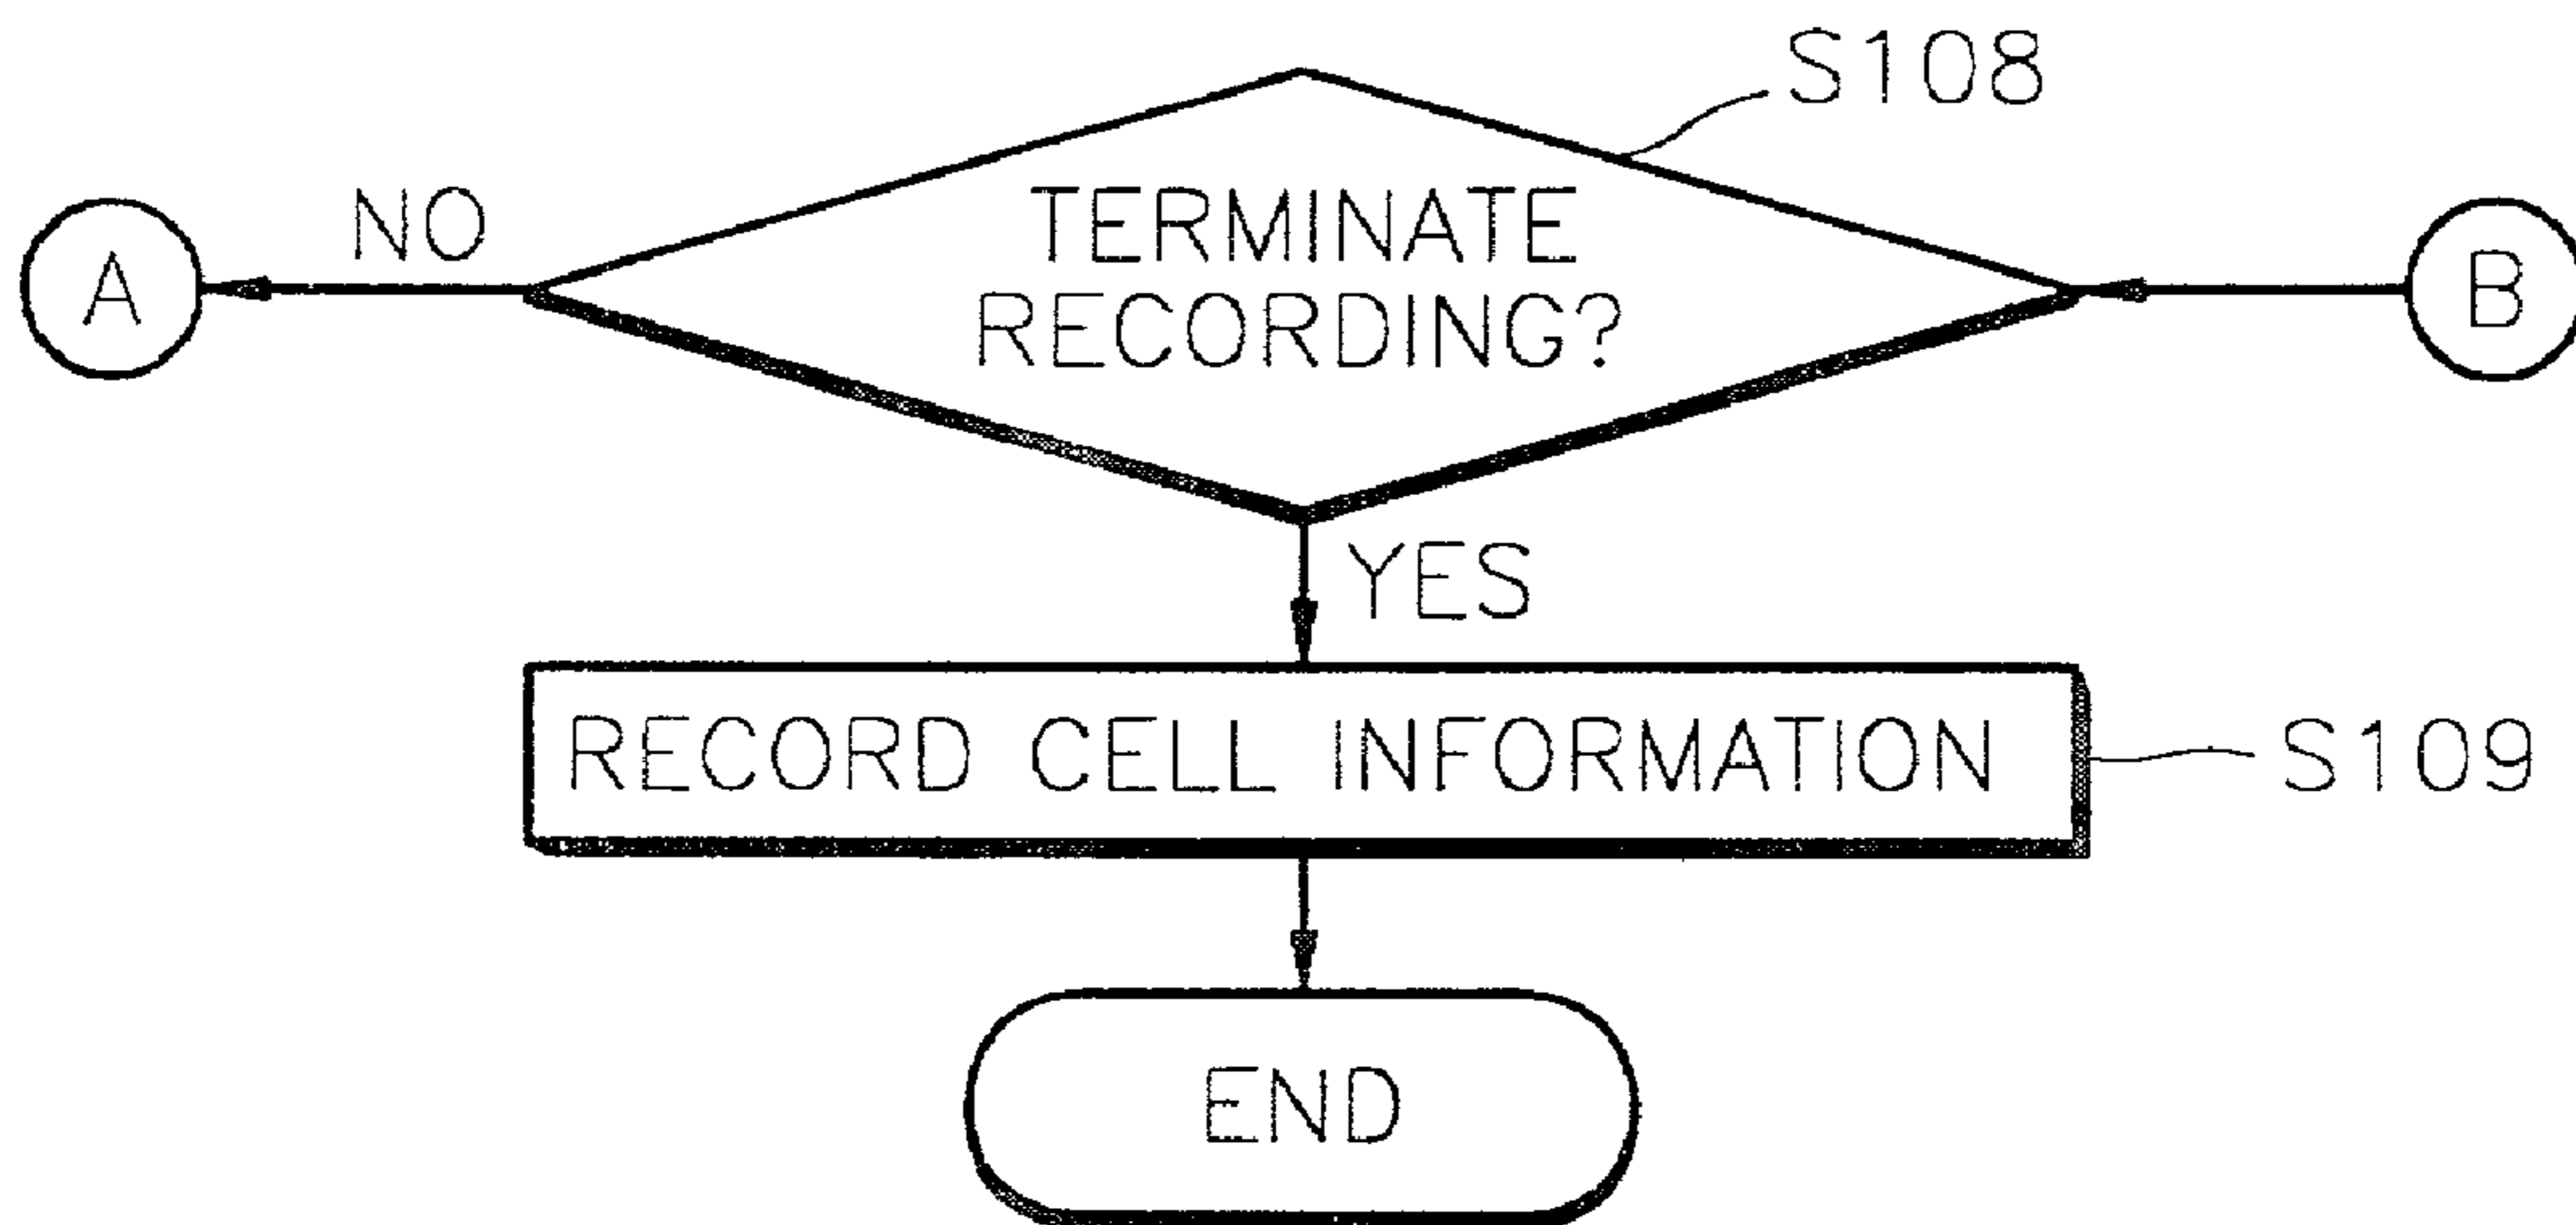 S108
NO
TERMINATE
RECORDING?
A
B
YES
RECORD CELL INFORMATION
S109
END